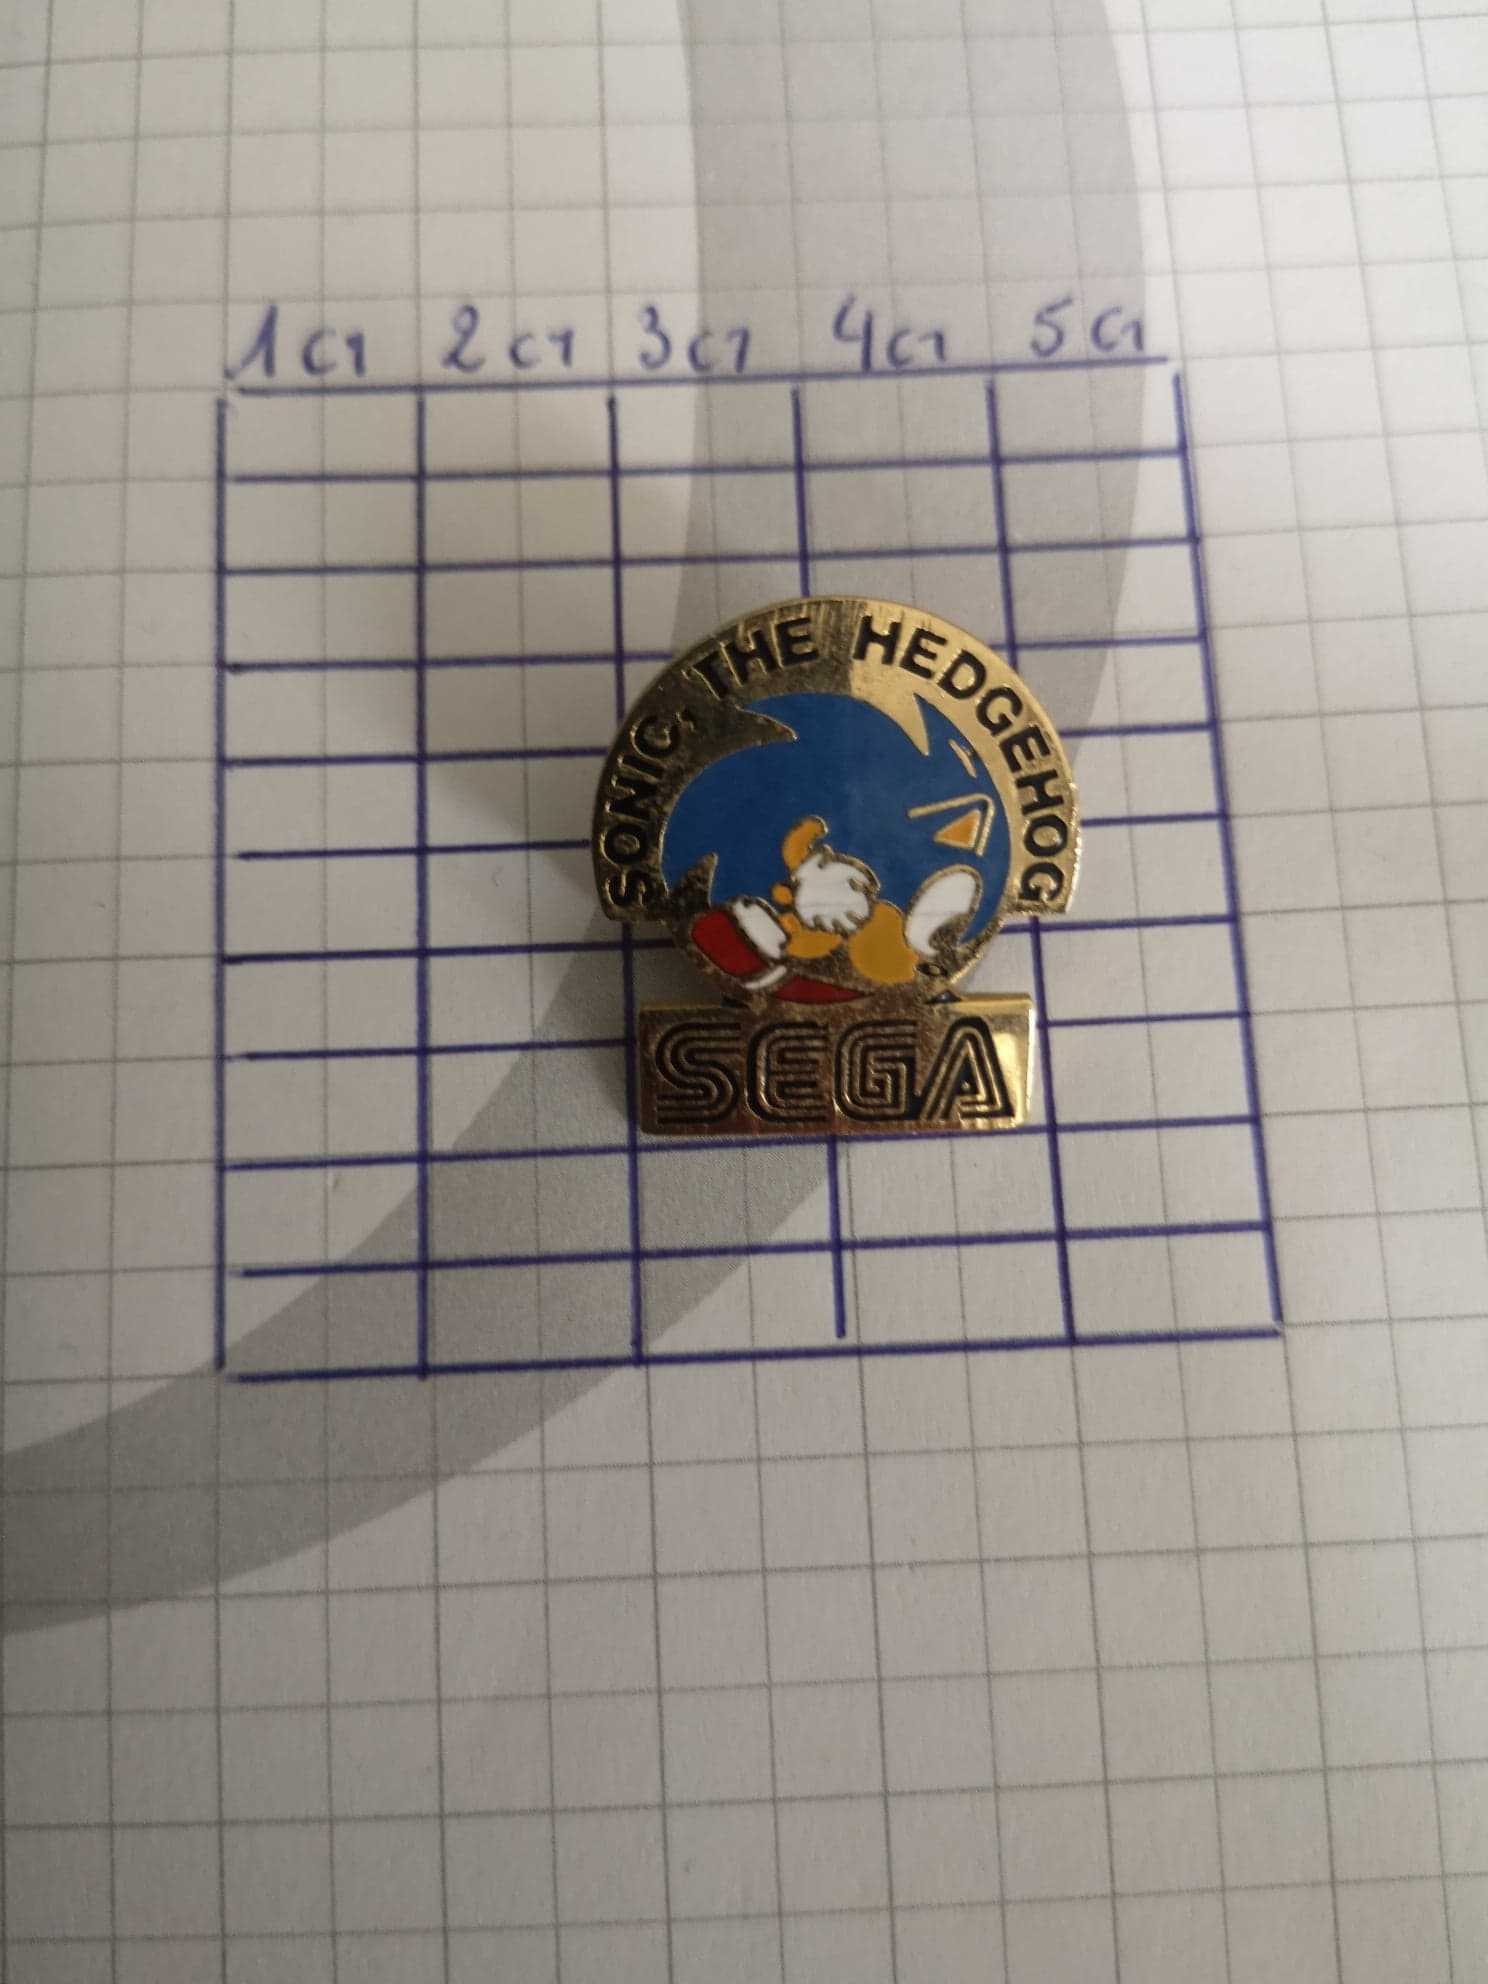 1cm 2cm 3cm 4cm 5cm
SONIC, THE HEDGEHOG
SEGA